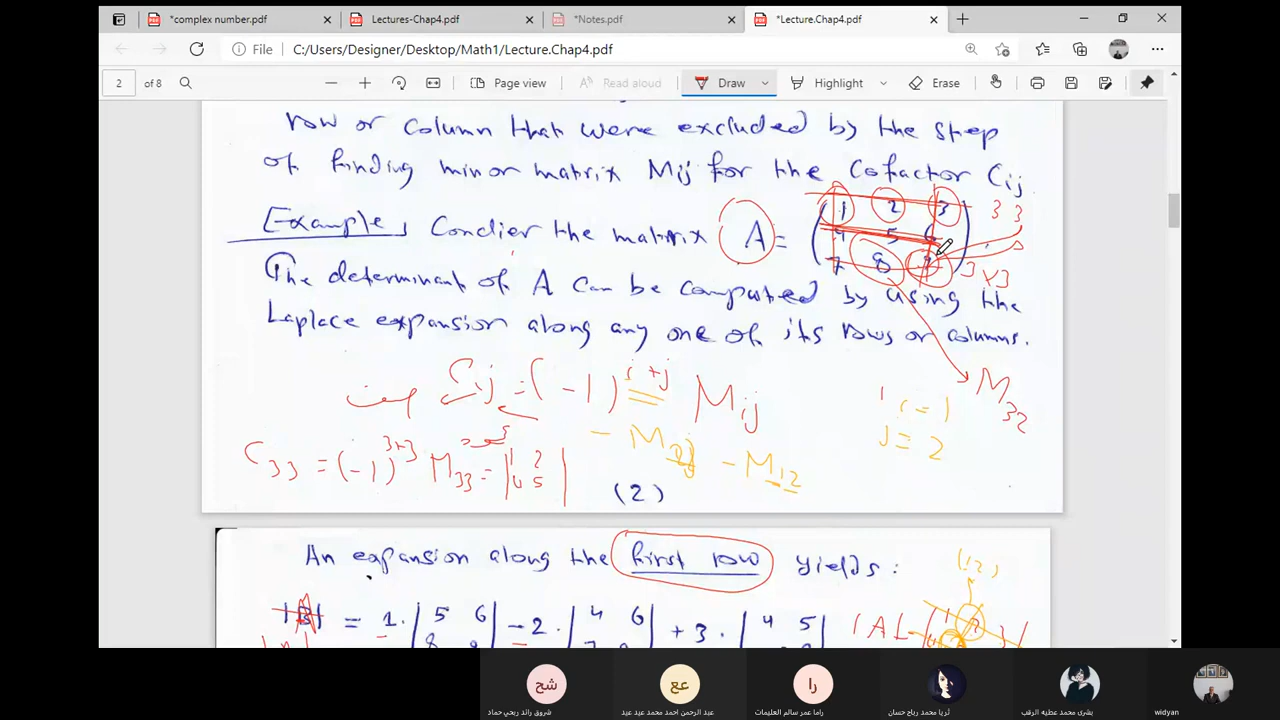 *complex number.pdf
Lectures-Chap4.pdf
*Notes.pdf
*Lecture.Chap4.pdf
File C:/Users/Designer/Desktop/Math1/Lecture.Chap4.pdf
2 of 8 Page view Read aloud Draw Highlight Erase
row or column that were excluded by the step
of finding minor matrix Mij for the Cofactor Cij
Example, Condier the matrix A = ( 1 2 3
4 5 6
7 8 9 ) 3×3
The determinant of A Can be computed by using the
Laplace expansion along any one of its rows or columns.
Cij = (-1)^i+j Mij
M32
i = 1
j = 2
- M
- M12
C33 = (-1)^3+3 M33 = | 1 2
4 5 |
(2)
An expansion along the first row yields:
(12)
= 1. | 5 6 | -2. | 4 6 | +3. | 4 5 | |A| =
شح
عع
را
شروق رائد ربحي حماد
عبد الرحمن احمد محمد عبد عيد
راما عمر سالم العليمات
ثريا محمد رباح حسان
بشرى محمد عطيه الرقب
widyan